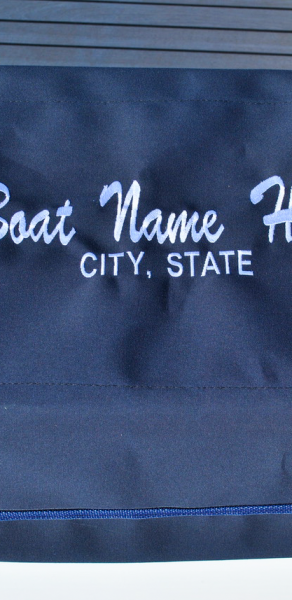 Boat Name H
CITY, STATE